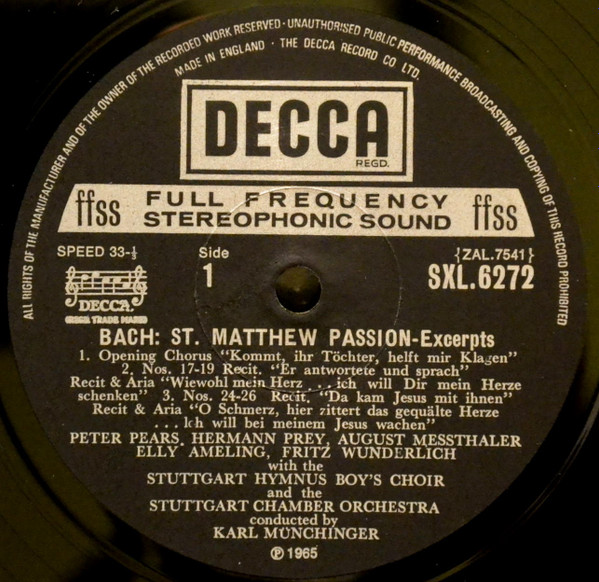 ALL RIGHTS OF THE MANUFACTURER AND OF THE OWNER OF THE RECORDED WORK RESERVED · UNAUTHORISED PUBLIC PERFORMANCE BROADCASTING AND COPYING OF THIS RECORD PROHIBITED
MADE IN ENGLAND · THE DECCA RECORD CO LTD.
DECCA
REGD.
ffss FULL FREQUENCY STEREOPHONIC SOUND ffss
SPEED 33-⅓
Side
1
{ZAL.7541}
SXL.6272
DECCA.
REGD TRADE MARK
BACH: ST. MATTHEW PASSION-Excerpts
1. Opening Chorus "Kommt, ihr Töchter, helft mir Klagen"
2. Nos. 17-19 Recit. "Er antwortete und sprach"
Recit & Aria "Wiewohl mein Herz . . . ich will Dir mein Herze
schenken" 3. Nos. 24-26 Recit. "Da kam Jesus mit ihnen"
Recit & Aria "O Schmerz, hier zittert das gequälte Herze
. . . Ich will bei meinem Jesus wachen"
PETER PEARS, HERMANN PREY, AUGUST MESSTHALER
ELLY AMELING, FRITZ WUNDERLICH
with the
STUTTGART HYMNUS BOY'S CHOIR
and the
STUTTGART CHAMBER ORCHESTRA
conducted by
KARL MÜNCHINGER
℗ 1965